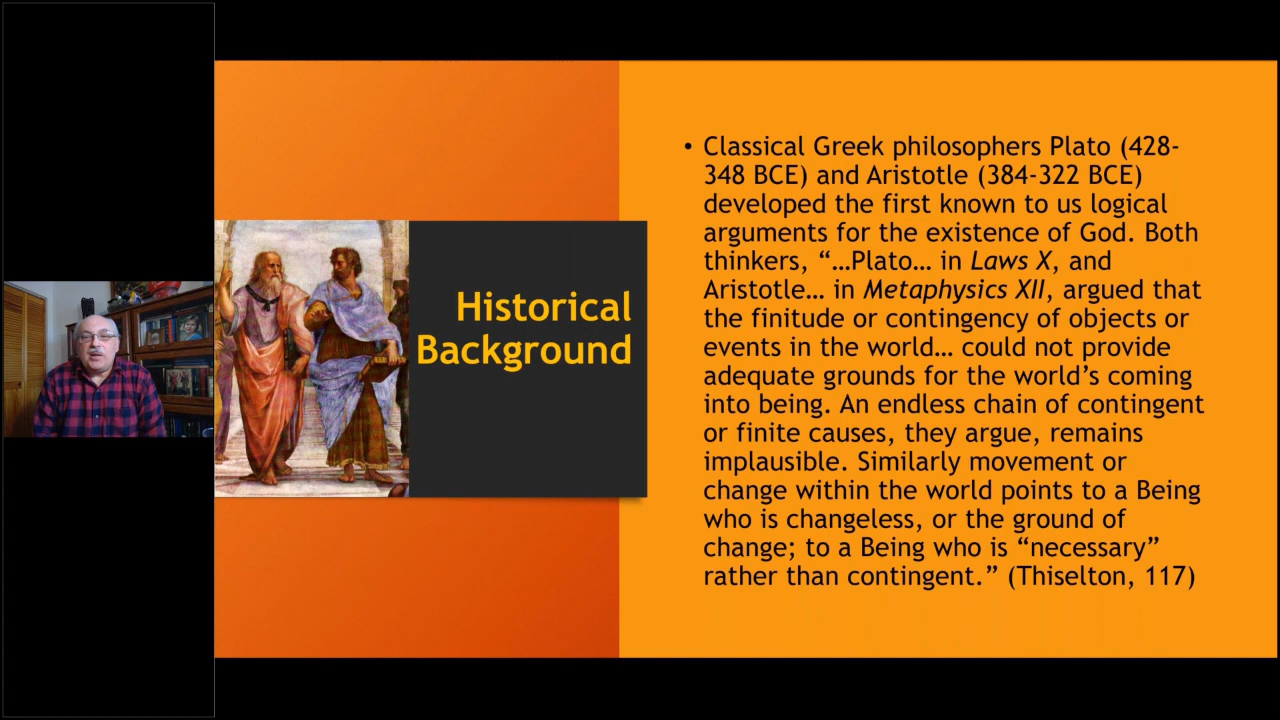 Historical
Background
• Classical Greek philosophers Plato (428-
348 BCE) and Aristotle (384-322 BCE)
developed the first known to us logical
arguments for the existence of God. Both
thinkers, “…Plato… in Laws X, and
Aristotle… in Metaphysics XII, argued that
the finitude or contingency of objects or
events in the world… could not provide
adequate grounds for the world’s coming
into being. An endless chain of contingent
or finite causes, they argue, remains
implausible. Similarly movement or
change within the world points to a Being
who is changeless, or the ground of
change; to a Being who is “necessary”
rather than contingent.” (Thiselton, 117)